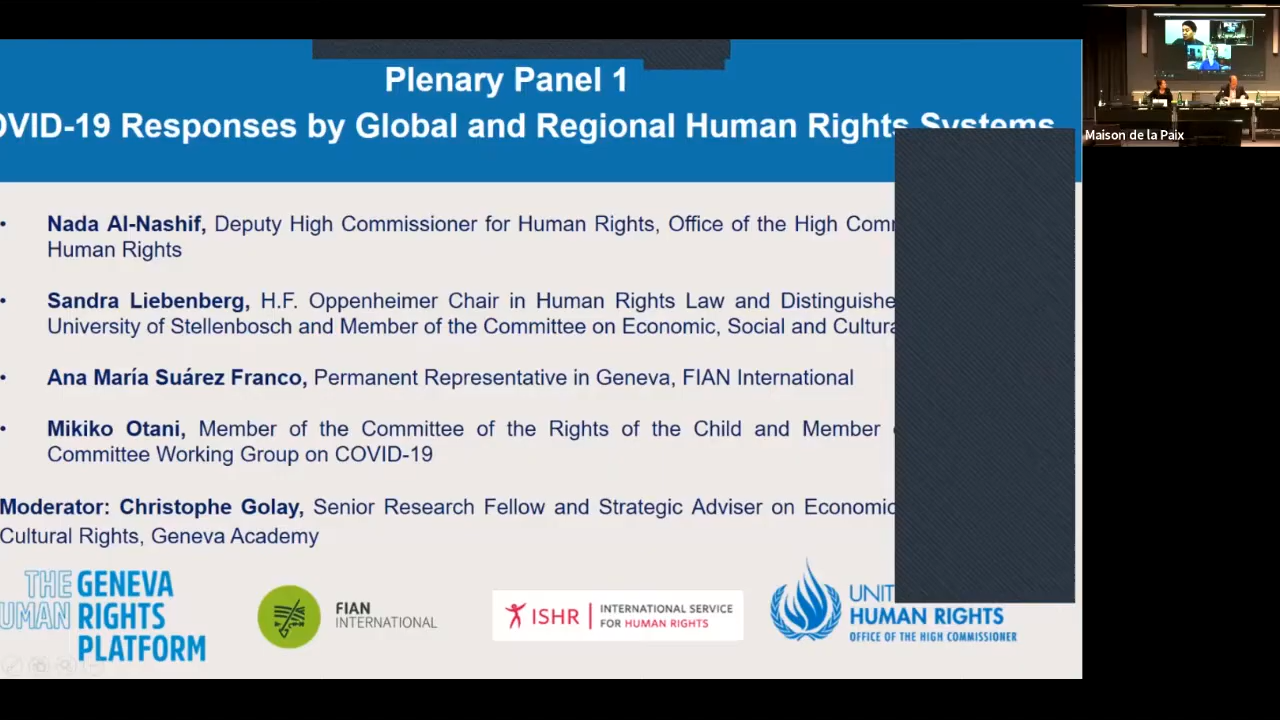 Plenary Panel 1
OVID-19 Responses by Global and Regional Human Rights Systems
• Nada Al-Nashif, Deputy High Commissioner for Human Rights, Office of the High Com
Human Rights
• Sandra Liebenberg, H.F. Oppenheimer Chair in Human Rights Law and Distinguishe
University of Stellenbosch and Member of the Committee on Economic, Social and Cultura
• Ana María Suárez Franco, Permanent Representative in Geneva, FIAN International
• Mikiko Otani, Member of the Committee of the Rights of the Child and Member
Committee Working Group on COVID-19
Moderator: Christophe Golay, Senior Research Fellow and Strategic Adviser on Economic
Cultural Rights, Geneva Academy
THE GENEVA
UMAN RIGHTS
PLATFORM
FIAN
INTERNATIONAL
ISHR INTERNATIONAL SERVICE
FOR HUMAN RIGHTS
UNIT
HUMAN RIGHTS
OFFICE OF THE HIGH COMMISSIONER
Maison de la Paix